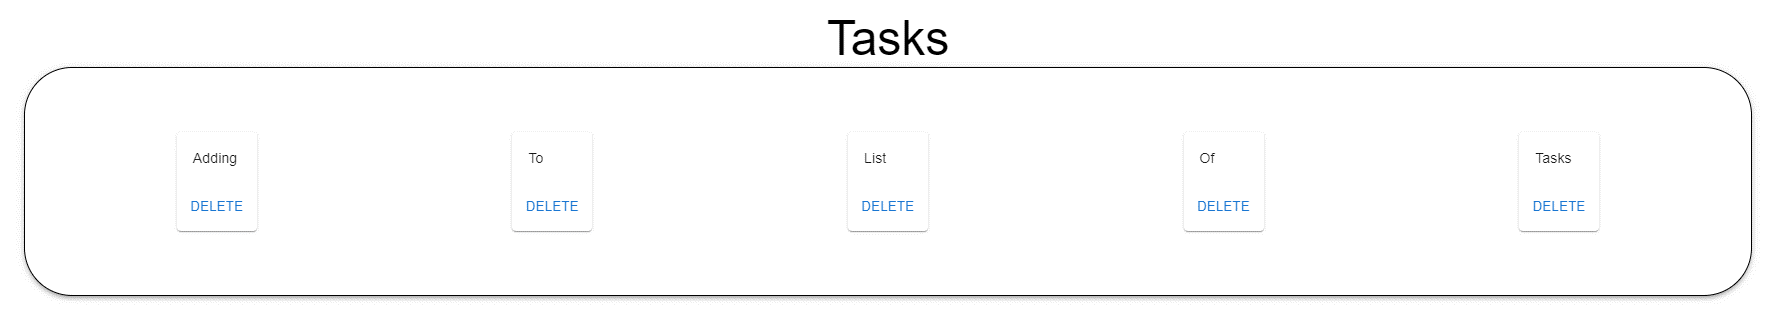 Tasks
Adding To List Of Tasks
DELETE DELETE DELETE DELETE DELETE